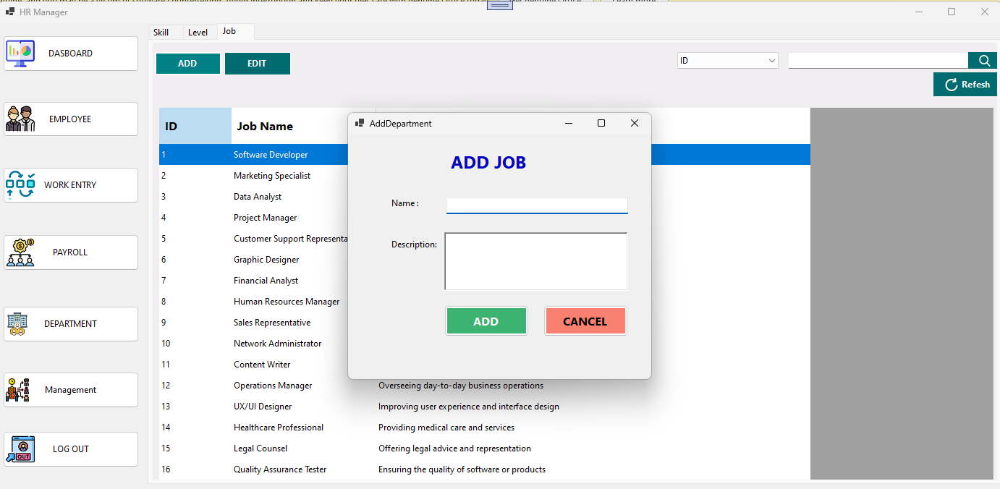 HR Manager
DASBOARD
EMPLOYEE
WORK ENTRY
PAYROLL
DEPARTMENT
Management
OUT
LOG OUT
Skill Level Job
ADD EDIT
ID
Refesh
ID Job Name
1 Software Developer
2 Marketing Specialist
3 Data Analyst
4 Project Manager
5 Customer Support Representa
6 Graphic Designer
7 Financial Analyst
8 Human Resources Manager
9 Sales Representative
10 Network Administrator
11 Content Writer
12 Operations Manager Overseeing day-to-day business operations
13 UX/UI Designer Improving user experience and interface design
14 Healthcare Professional Providing medical care and services
15 Legal Counsel Offering legal advice and representation
16 Quality Assurance Tester Ensuring the quality of software or products
AddDepartment
ADD JOB
Name :
Description:
ADD CANCEL